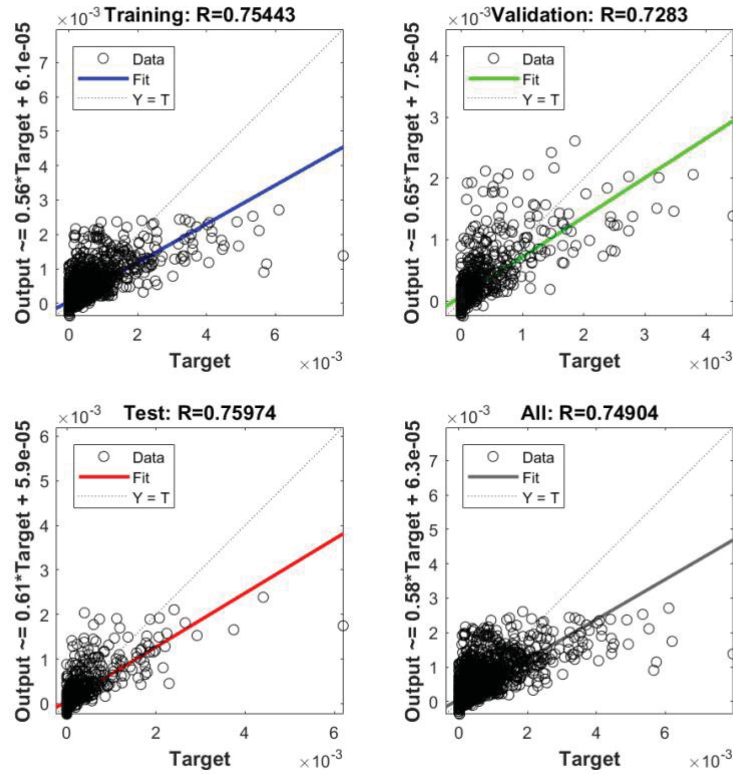 ×10⁻³ Training: R=0.75443
Output ~= 0.56*Target + 6.1e-05
7
6
5
4
3
2
1
0
Data
Fit
Y = T
0 2 4 6
Target
×10⁻³
×10⁻³ Validation: R=0.7283
Output ~= 0.65*Target + 7.5e-05
4
3
2
1
0
Data
Fit
Y = T
0 1 2 3 4
Target
×10⁻³
×10⁻³ Test: R=0.75974
Output ~= 0.61*Target + 5.9e-05
6
5
4
3
2
1
0
Data
Fit
Y = T
0 2 4 6
Target
×10⁻³
×10⁻³ All: R=0.74904
Output ~= 0.58*Target + 6.3e-05
7
6
5
4
3
2
1
0
Data
Fit
Y = T
0 2 4 6
Target
×10⁻³